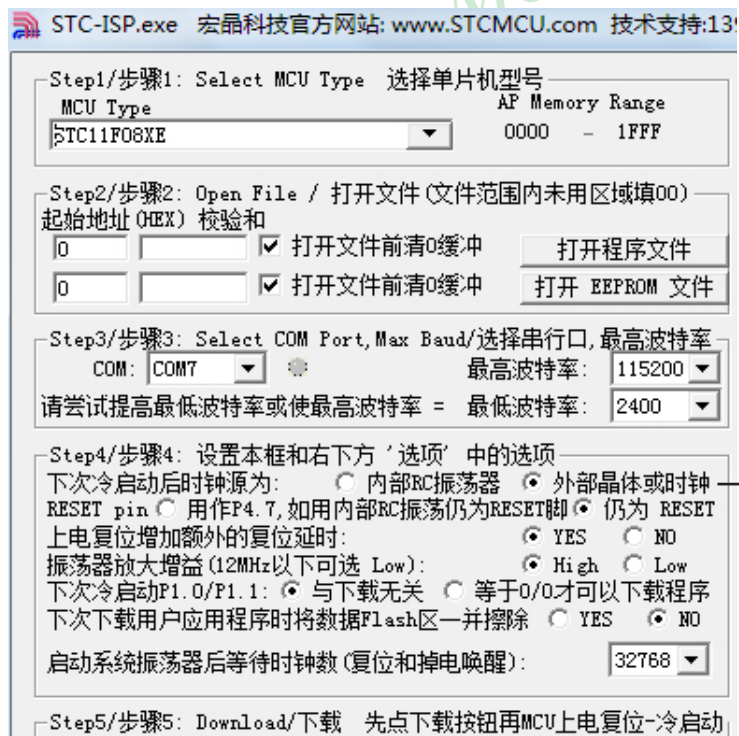 STC-ISP.exe 宏晶科技官方网站: www.STCMCU.com 技术支持:139
Step1/步骤1: Select MCU Type 选择单片机型号
MCU Type AP Memory Range
STC11F08XE 0000 - 1FFF
Step2/步骤2: Open File / 打开文件(文件范围内未用区域填00)
起始地址(HEX) 校验和
0 打开文件前清0缓冲 打开程序文件
0 打开文件前清0缓冲 打开 EEPROM 文件
Step3/步骤3: Select COM Port,Max Baud/选择串行口,最高波特率
COM: COM7 最高波特率: 115200
请尝试提高最低波特率或使最高波特率 = 最低波特率: 2400
Step4/步骤4: 设置本框和右下方 '选项' 中的选项
下次冷启动后时钟源为: 内部RC振荡器 外部晶体或时钟
RESET pin 用作P4.7,如用内部RC振荡仍为RESET脚 仍为 RESET
上电复位增加额外的复位延时: YES NO
振荡器放大增益(12MHz以下可选 Low): High Low
下次冷启动P1.0/P1.1: 与下载无关 等于0/0才可以下载程序
下次下载用户应用程序时将数据Flash区一并擦除 YES NO
启动系统振荡器后等待时钟数(复位和掉电唤醒): 32768
Step5/步骤5: Download/下载 先点下载按钮再MCU上电复位-冷启动